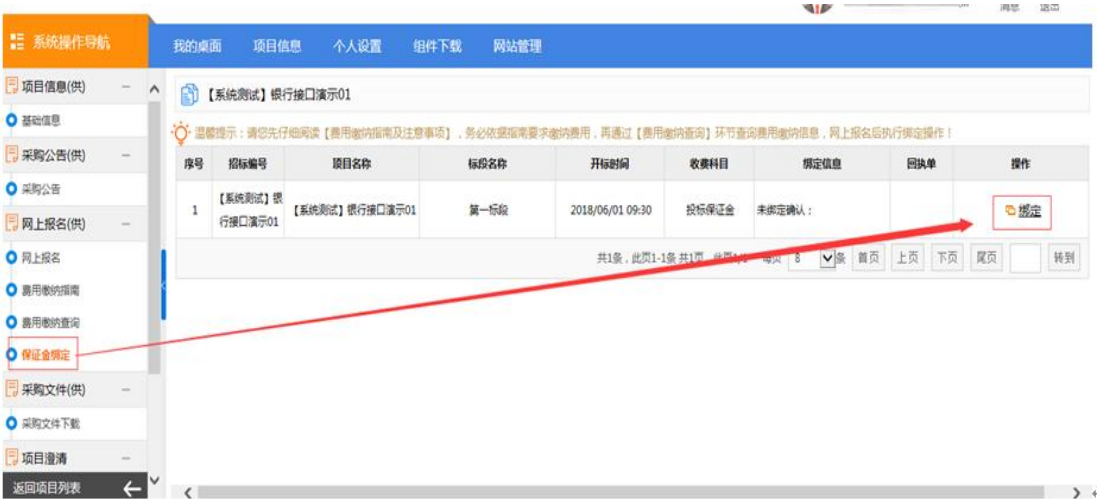 消息 退出
系统操作导航
我的桌面 项目信息 个人设置 组件下载 网站管理
项目信息(供)
基础信息
采购公告(供)
采购公告
网上报名(供)
网上报名
费用缴纳指南
费用缴纳查询
保证金绑定
采购文件(供)
采购文件下载
项目澄清
返回项目列表
【系统测试】银行接口演示01
温馨提示：请您先仔细阅读【费用缴纳指南及注意事项】，务必依据指南要求缴纳费用，再通过【费用缴纳查询】环节查询费用缴纳信息，网上报名后执行绑定操作！
序号 招标编号 项目名称 标段名称 开标时间 收费科目 绑定信息 回执单 操作
1 【系统测试】银行接口演示01 【系统测试】银行接口演示01 第一标段 2018/06/01 09:30 投标保证金 未绑定确认： 绑定
共1条，此页1-1条 共1页 每页 8 条 首页 上页 下页 尾页 转到